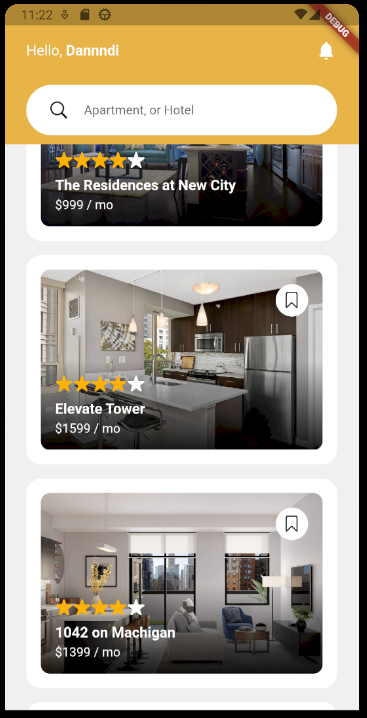 11:22
DEBUG
Hello, Dannndi
Apartment, or Hotel
The Residences at New City
$999 / mo
Elevate Tower
$1599 / mo
1042 on Machigan
$1399 / mo